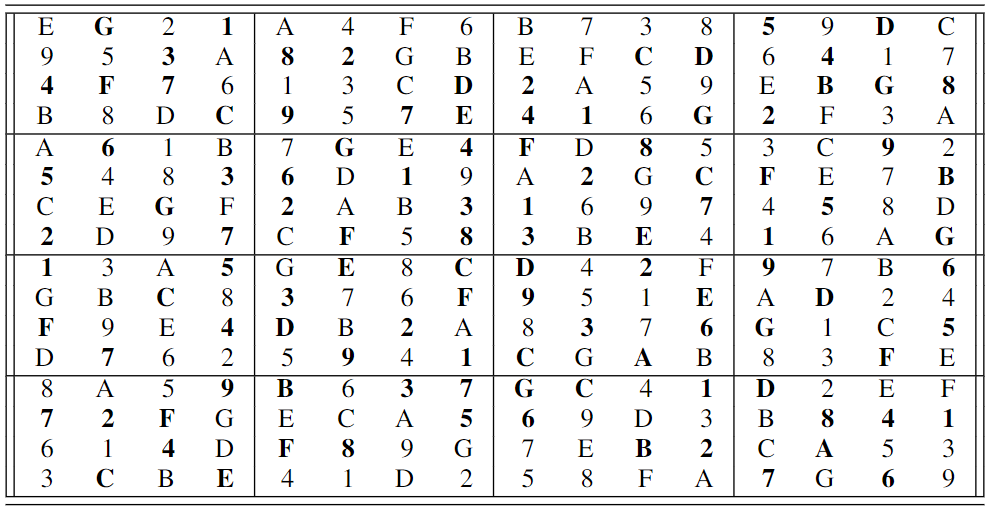 E G 2 1 A 4 F 6 B 7 3 8 5 9 D C
9 5 3 A 8 2 G B E F C D 6 4 1 7
4 F 7 6 1 3 C D 2 A 5 9 E B G 8
B 8 D C 9 5 7 E 4 1 6 G 2 F 3 A
A 6 1 B 7 G E 4 F D 8 5 3 C 9 2
5 4 8 3 6 D 1 9 A 2 G C F E 7 B
C E G F 2 A B 3 1 6 9 7 4 5 8 D
2 D 9 7 C F 5 8 3 B E 4 1 6 A G
1 3 A 5 G E 8 C D 4 2 F 9 7 B 6
G B C 8 3 7 6 F 9 5 1 E A D 2 4
F 9 E 4 D B 2 A 8 3 7 6 G 1 C 5
D 7 6 2 5 9 4 1 C G A B 8 3 F E
8 A 5 9 B 6 3 7 G C 4 1 D 2 E F
7 2 F G E C A 5 6 9 D 3 B 8 4 1
6 1 4 D F 8 9 G 7 E B 2 C A 5 3
3 C B E 4 1 D 2 5 8 F A 7 G 6 9